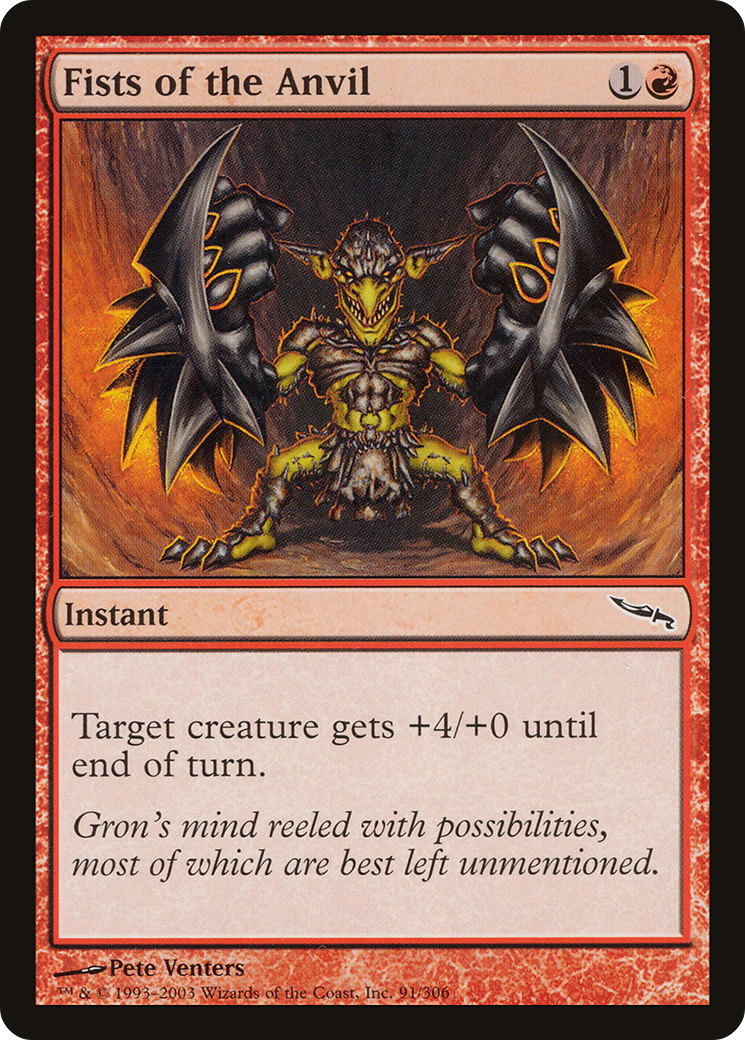 Fists of the Anvil
1
Instant
Target creature gets +4/+0 until
end of turn.
Gron's mind reeled with possibilities,
most of which are best left unmentioned.
Pete Venters
™ & © 1993–2003 Wizards of the Coast, Inc. 91/306